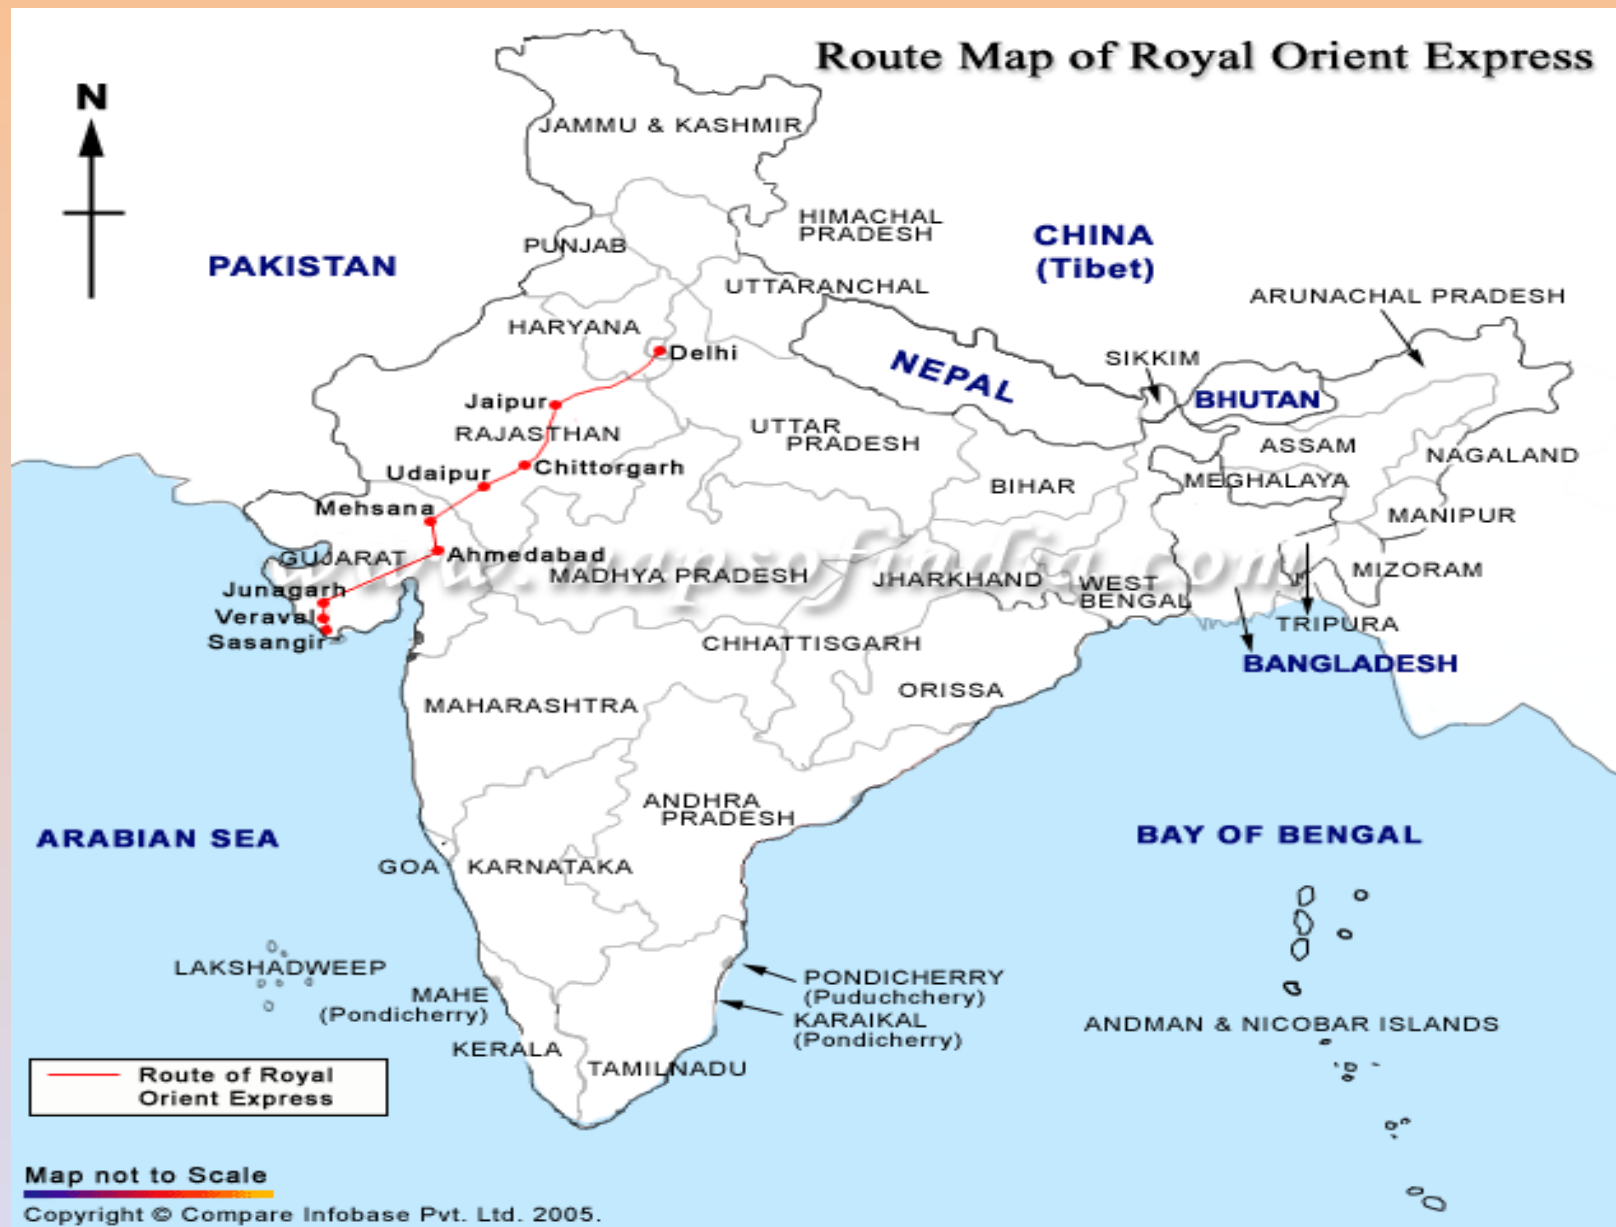 Route Map of Royal Orient Express
N
JAMMU & KASHMIR
HIMACHAL
PRADESH
PUNJAB
CHINA
(Tibet)
PAKISTAN
UTTARANCHAL
ARUNACHAL PRADESH
HARYANA
Delhi
SIKKIM
NEPAL
BHUTAN
Jaipur
RAJASTHAN
UTTAR
PRADESH
ASSAM
NAGALAND
Udaipur
Chittorgarh
MEGHALAYA
BIHAR
Mehsana
MANIPUR
GUJARAT
Ahmedabad
www.mapsofindia.com
MADHYA PRADESH
JHARKHAND
WEST
BENGAL
MIZORAM
Junagarh
Veraval
Sasangir
TRIPURA
BANGLADESH
CHHATTISGARH
ORISSA
MAHARASHTRA
ANDHRA
PRADESH
ARABIAN SEA
BAY OF BENGAL
GOA
KARNATAKA
LAKSHADWEEP
MAHE
(Pondicherry)
PONDICHERRY
(Puduchchery)
KARAIKAL
(Pondicherry)
ANDMAN & NICOBAR ISLANDS
KERALA
TAMILNADU
Route of Royal
Orient Express
Map not to Scale
Copyright © Compare Infobase Pvt. Ltd. 2005.